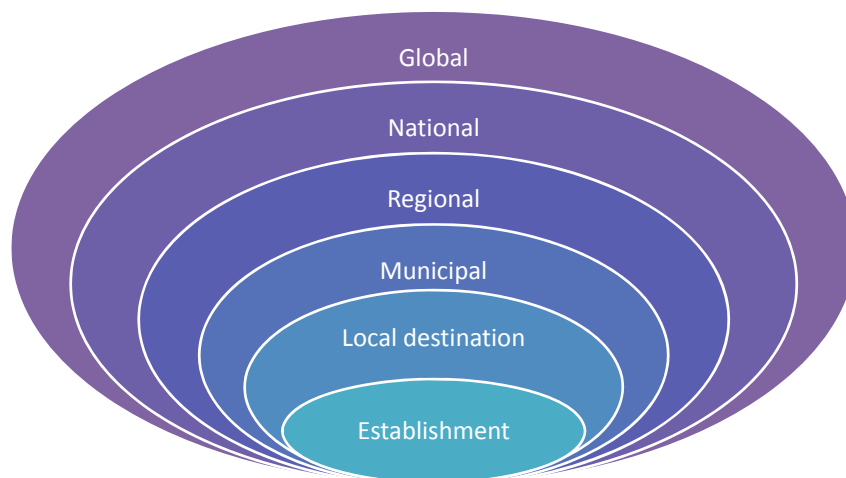 Global
National
Regional
Municipal
Local destination
Establishment